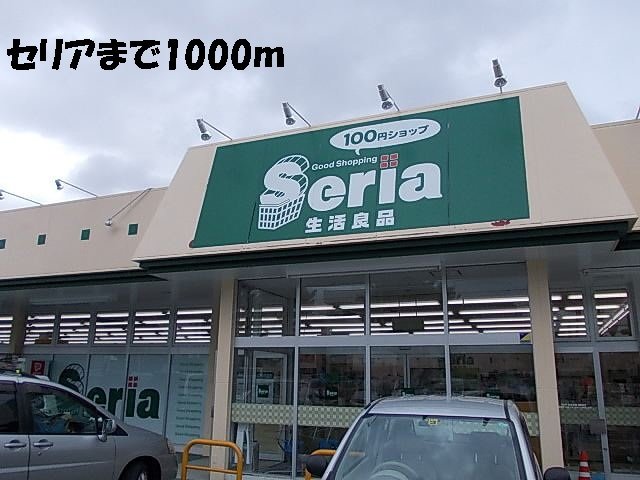 セリアまで1000m
100円ショップ
Good Shopping
Seria
生活良品
Seria